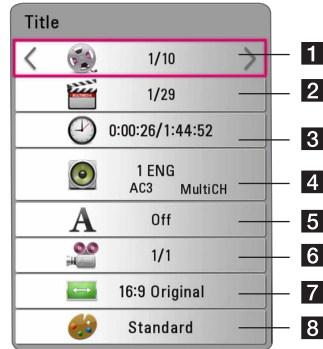 Title
1/10 1
1/29 2
0:00:26/1:44:52 3
1 ENG
AC3 MultiCH 4
A Off 5
1/1 6
16:9 Original 7
Standard 8